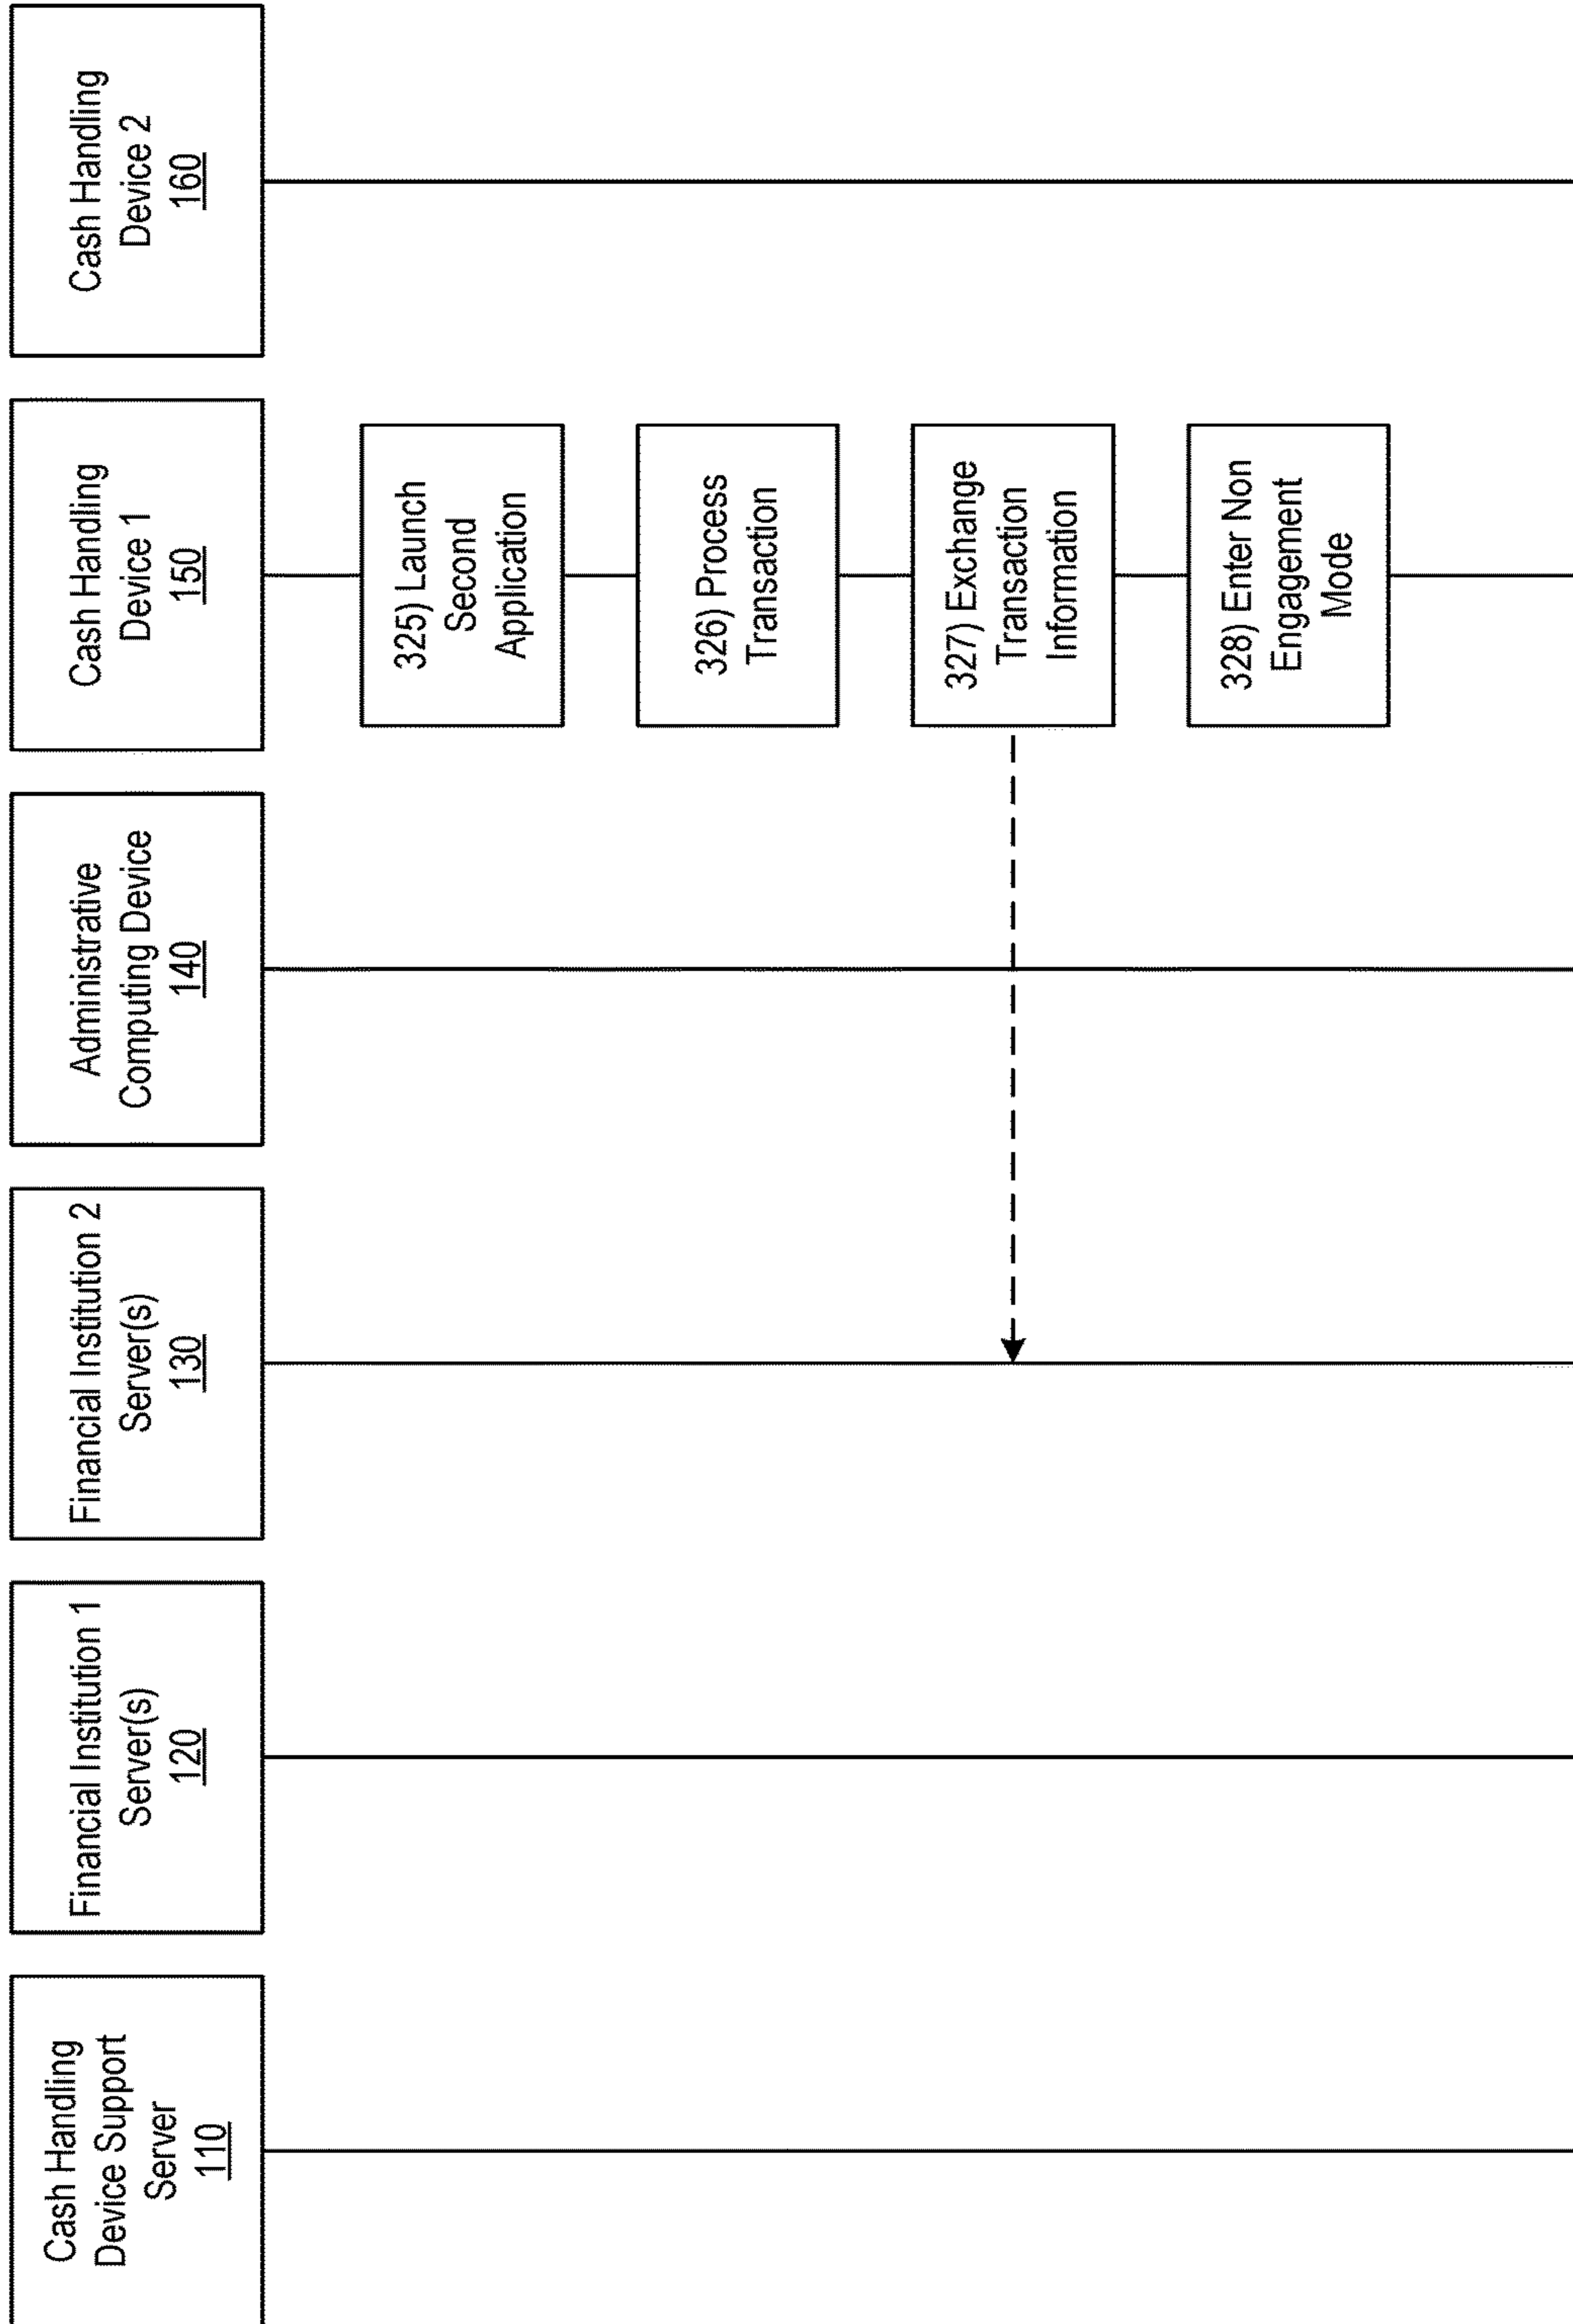 Cash Handling
Device Support
Server
110
Financial Institution 1
Server(s)
120
Financial Institution 2
Server(s)
130
Administrative
Computing Device
140
Cash Handling
Device 1
150
Cash Handling
Device 2
160
325) Launch
Second
Application
326) Process
Transaction
327) Exchange
Transaction
Information
328) Enter Non
Engagement
Mode